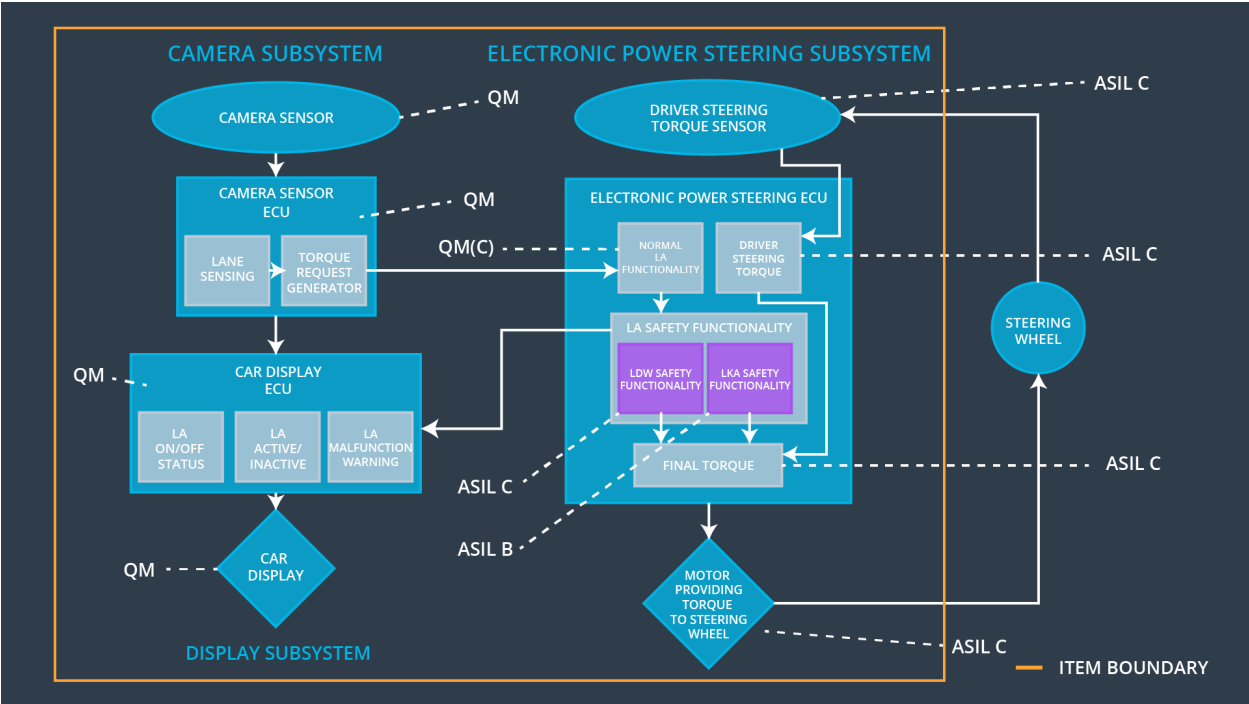 CAMERA SUBSYSTEM
ELECTRONIC POWER STEERING SUBSYSTEM
CAMERA SENSOR
QM
DRIVER STEERING
TORQUE SENSOR
ASIL C
CAMERA SENSOR
ECU
QM
LANE
SENSING
TORQUE
REQUEST
GENERATOR
ELECTRONIC POWER STEERING ECU
QM(C)
NORMAL
LA
FUNCTIONALITY
DRIVER
STEERING
TORQUE
ASIL C
LA SAFETY FUNCTIONALITY
LDW SAFETY
FUNCTIONALITY
LKA SAFETY
FUNCTIONALITY
STEERING
WHEEL
QM
CAR DISPLAY
ECU
LA
ON/OFF
STATUS
LA
ACTIVE/
INACTIVE
LA
MALFUNCTION
WARNING
FINAL TORQUE
ASIL C
ASIL C
ASIL B
QM
CAR
DISPLAY
MOTOR
PROVIDING
TORQUE
TO STEERING
WHEEL
ASIL C
DISPLAY SUBSYSTEM
ITEM BOUNDARY